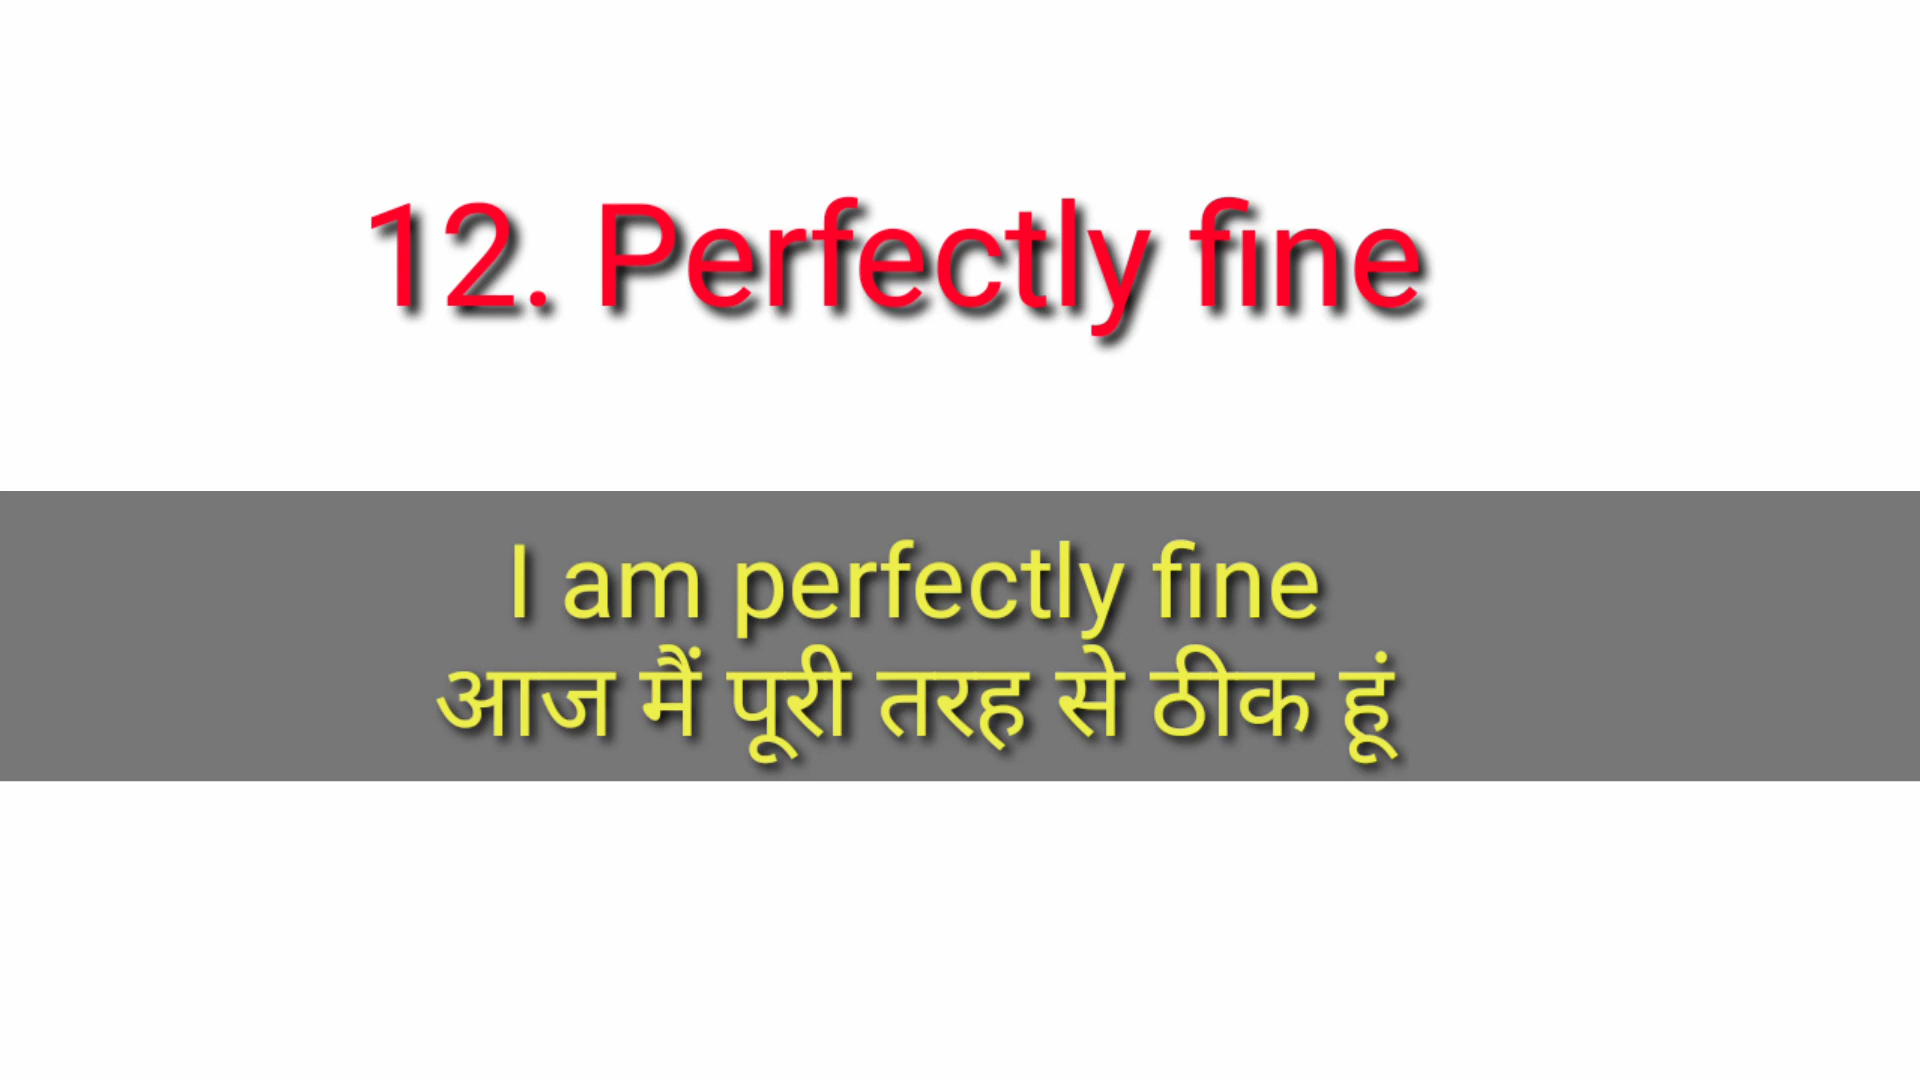 12. Perfectly fine
I am perfectly fine
आज मैं पूरी तरह से ठीक हूं